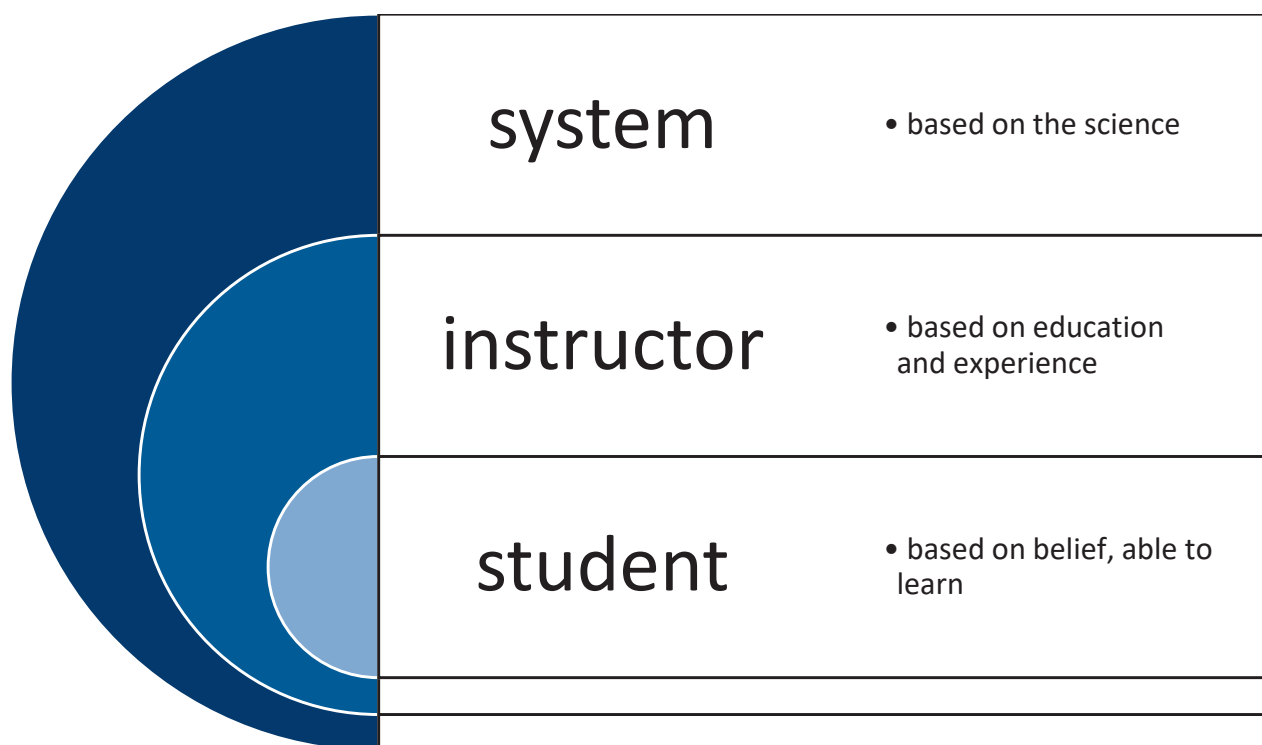 system
• based on the science
instructor
• based on education
and experience
student
• based on belief, able to
learn